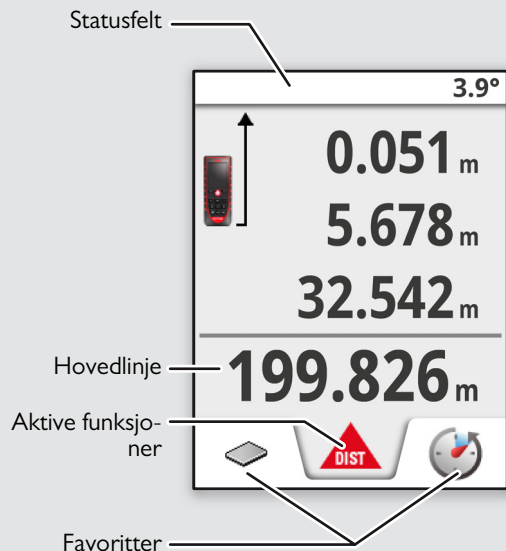 Statusfelt
3.9°
0.051 m
5.678 m
32.542 m
Hovedlinje
199.826 m
Aktive funksjo-
ner
DIST
Favoritter